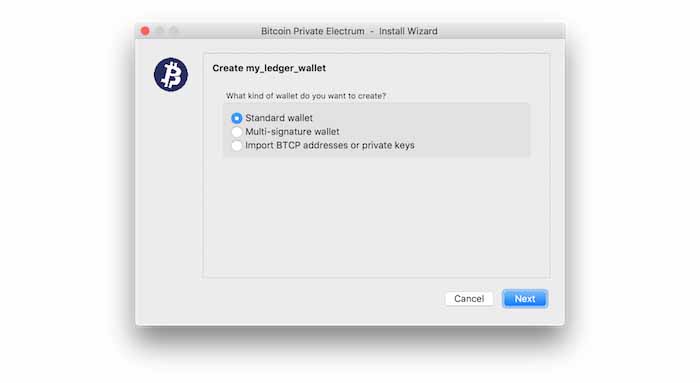 Bitcoin Private Electrum - Install Wizard
Create my_ledger_wallet
What kind of wallet do you want to create?
Standard wallet
Multi-signature wallet
Import BTCP addresses or private keys
Cancel
Next